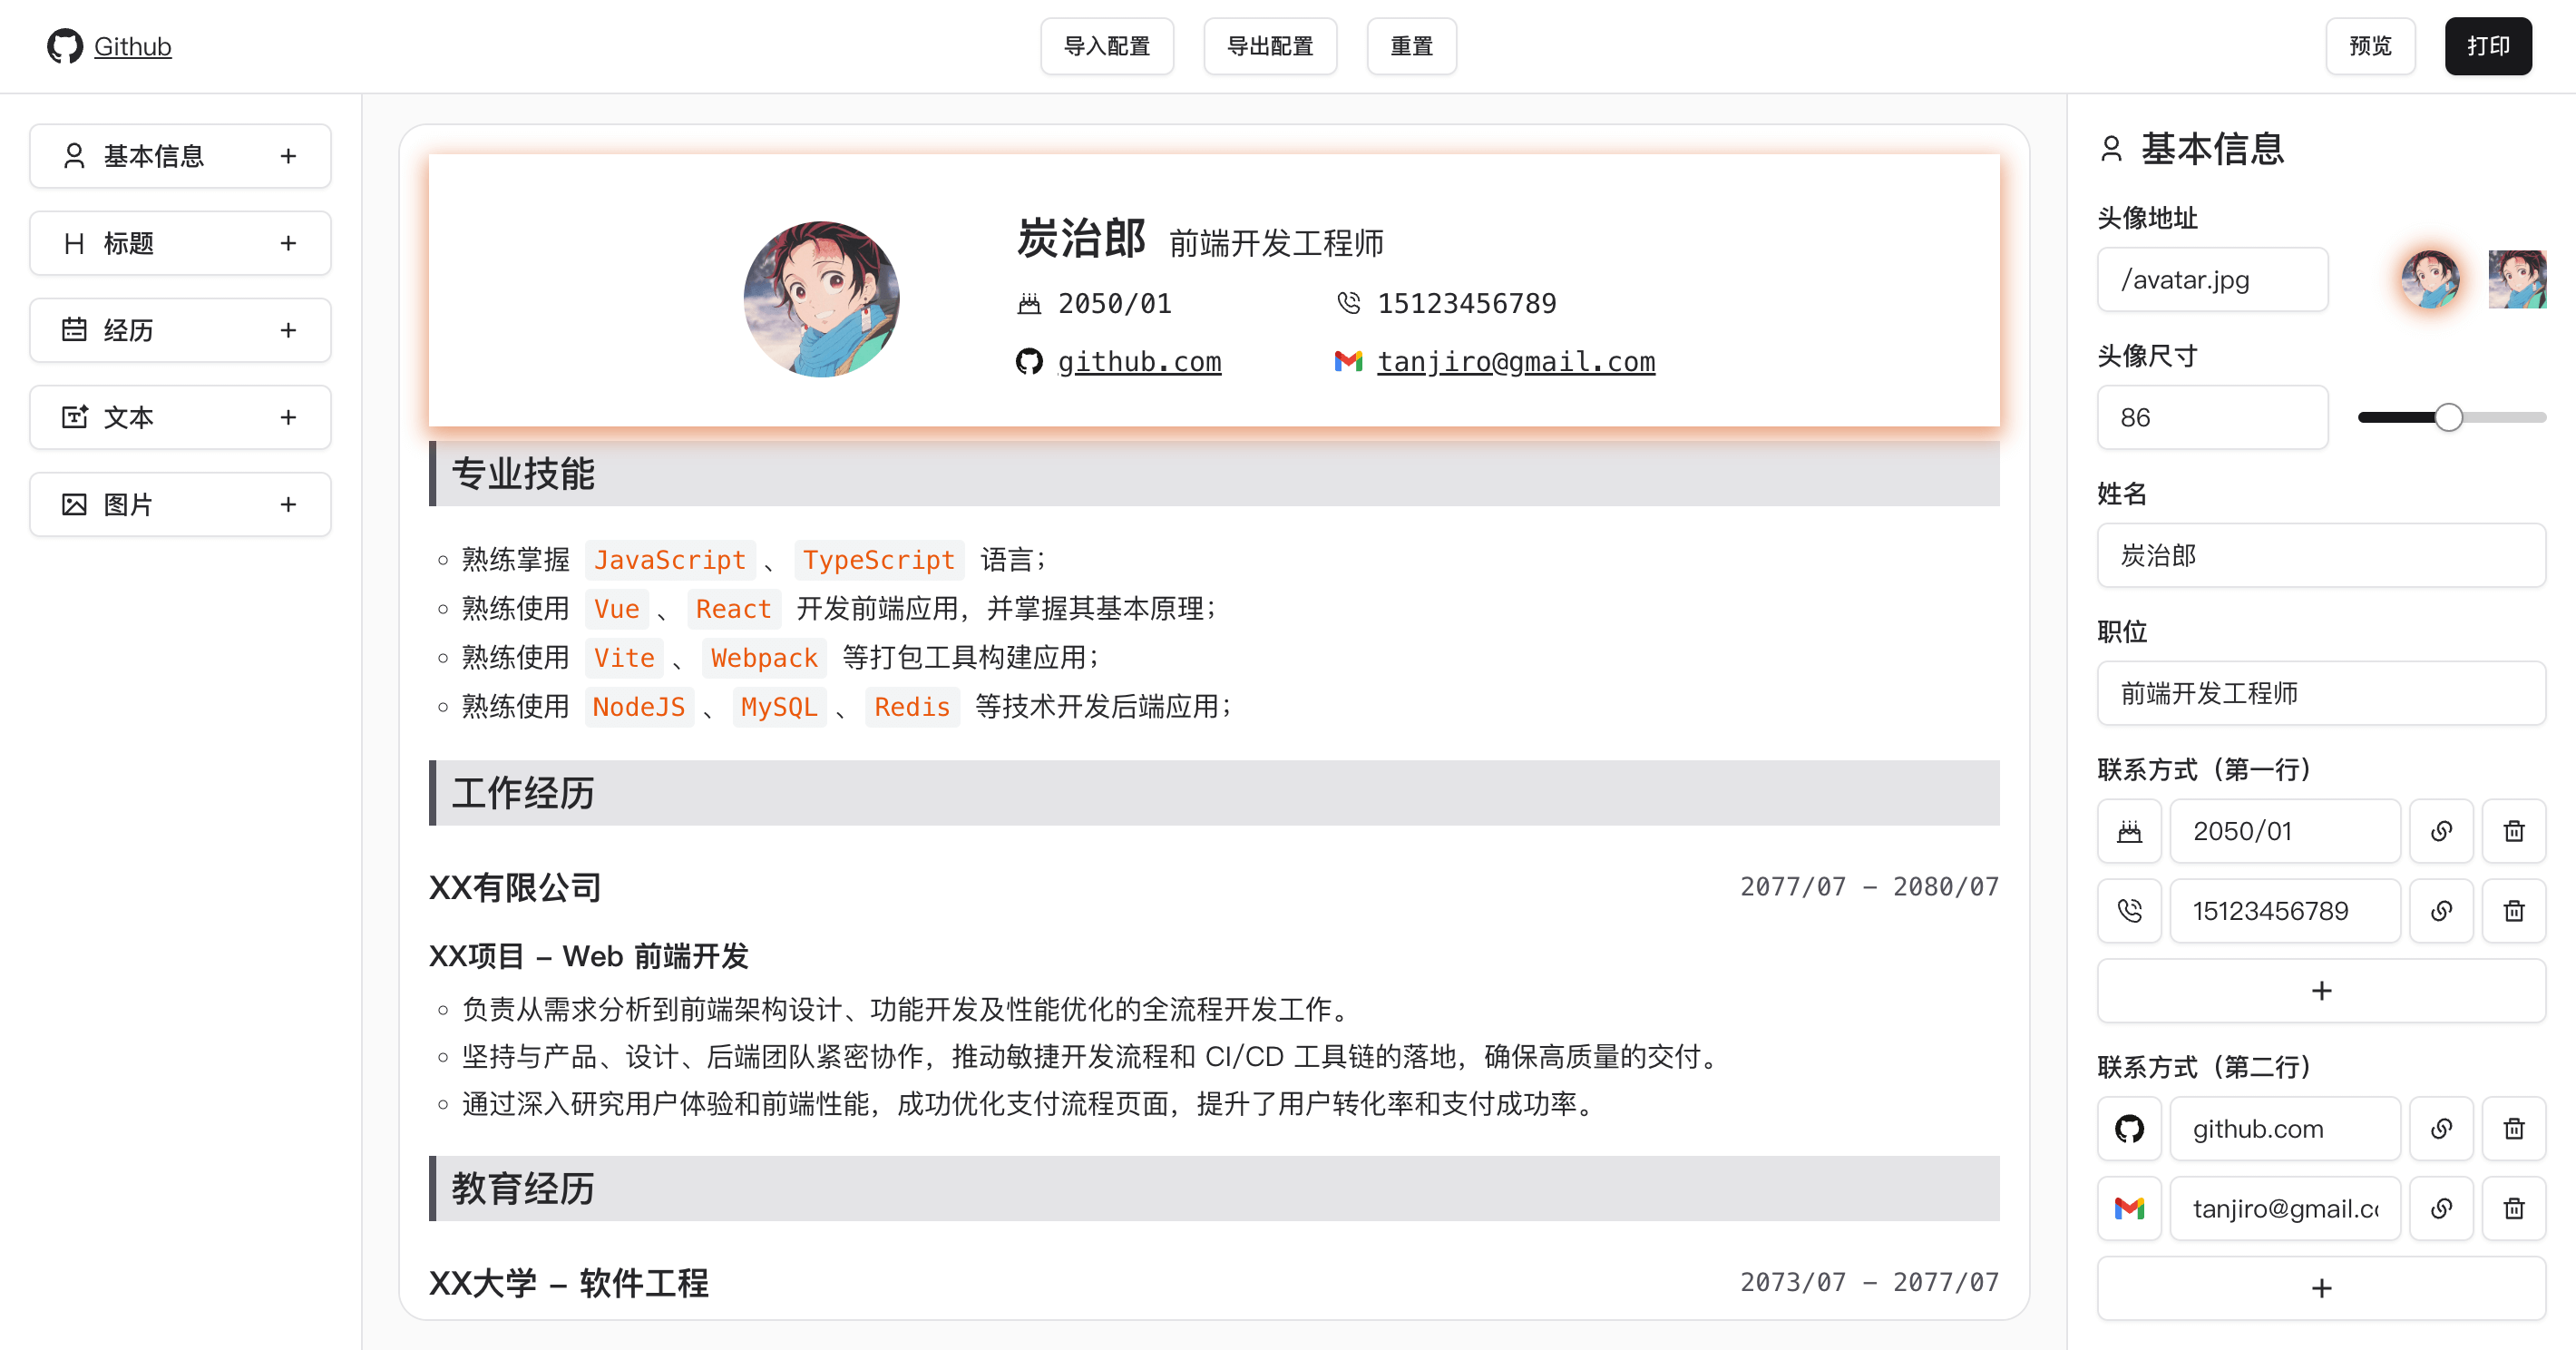 Github
导入配置
导出配置
重置
预览
打印
基本信息
标题
经历
文本
图片
炭治郎 前端开发工程师
2050/01 15123456789
github.com tanjiro@gmail.com
专业技能
熟练掌握 JavaScript 、 TypeScript 语言；
熟练使用 Vue 、 React 开发前端应用，并掌握其基本原理；
熟练使用 Vite 、 Webpack 等打包工具构建应用；
熟练使用 NodeJS 、 MySQL 、 Redis 等技术开发后端应用；
工作经历
XX有限公司 2077/07 – 2080/07
XX项目 – Web 前端开发
负责从需求分析到前端架构设计、功能开发及性能优化的全流程开发工作。
坚持与产品、设计、后端团队紧密协作，推动敏捷开发流程和 CI/CD 工具链的落地，确保高质量的交付。
通过深入研究用户体验和前端性能，成功优化支付流程页面，提升了用户转化率和支付成功率。
教育经历
XX大学 – 软件工程 2073/07 – 2077/07
基本信息
头像地址
/avatar.jpg
头像尺寸
86
姓名
炭治郎
职位
前端开发工程师
联系方式（第一行）
2050/01
15123456789
联系方式（第二行）
github.com
tanjiro@gmail.c